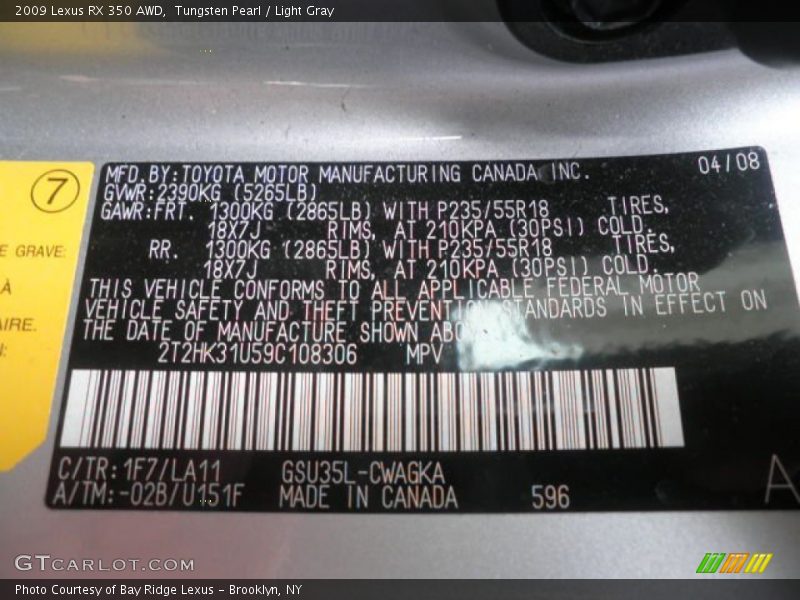 2009 Lexus RX 350 AWD, Tungsten Pearl / Light Gray
7
E GRAVE:
À
AIRE.
N:
MFD.BY:TOYOTA MOTOR MANUFACTURING CANADA INC. 04/08
GVWR:2390KG (5265LB)
GAWR:FRT. 1300KG (2865LB) WITH P235/55R18 TIRES,
18X7J RIMS, AT 210KPA (30PSI) COLD.
RR. 1300KG (2865LB) WITH P235/55R18 TIRES,
18X7J RIMS, AT 210KPA (30PSI) COLD.
THIS VEHICLE CONFORMS TO ALL APPLICABLE FEDERAL MOTOR
VEHICLE SAFETY AND THEFT PREVENTION STANDARDS IN EFFECT ON
THE DATE OF MANUFACTURE SHOWN ABO
2T2HK31U59C108306 MPV
C/TR: 1F7/LA11 GSU35L-CWAGKA
A/TM:-02B/U151F MADE IN CANADA 596
A
GTCARLOT.COM
Photo Courtesy of Bay Ridge Lexus – Brooklyn, NY